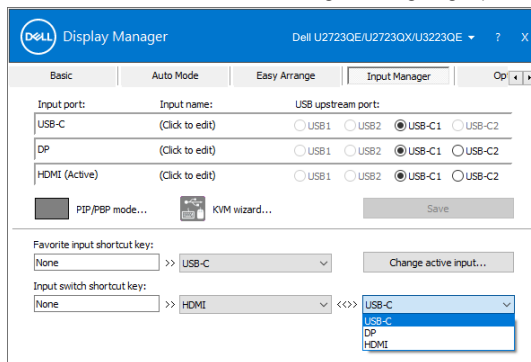 DELL Display Manager Dell U2723QE/U2723QX/U3223QE ? X
Basic Auto Mode Easy Arrange Input Manager Op
Input port: Input name: USB upstream port:
USB-C (Click to edit) USB1 USB2 USB-C1 USB-C2
DP (Click to edit) USB1 USB2 USB-C1 USB-C2
HDMI (Active) (Click to edit) USB1 USB2 USB-C1 USB-C2
PIP/PBP mode... KVM wizard... Save
Favorite input shortcut key:
None >> USB-C Change active input...
Input switch shortcut key:
None >> HDMI <<>> USB-C
USB-C
DP
HDMI